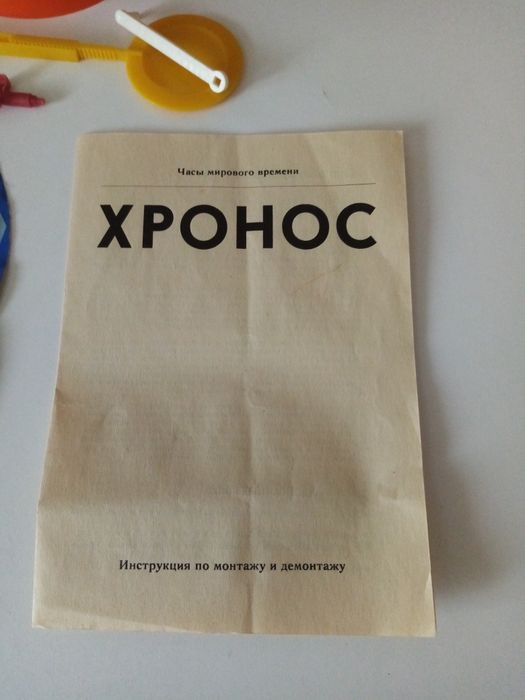 Часы мирового времени
ХРОНОС
Инструкция по монтажу и демонтажу